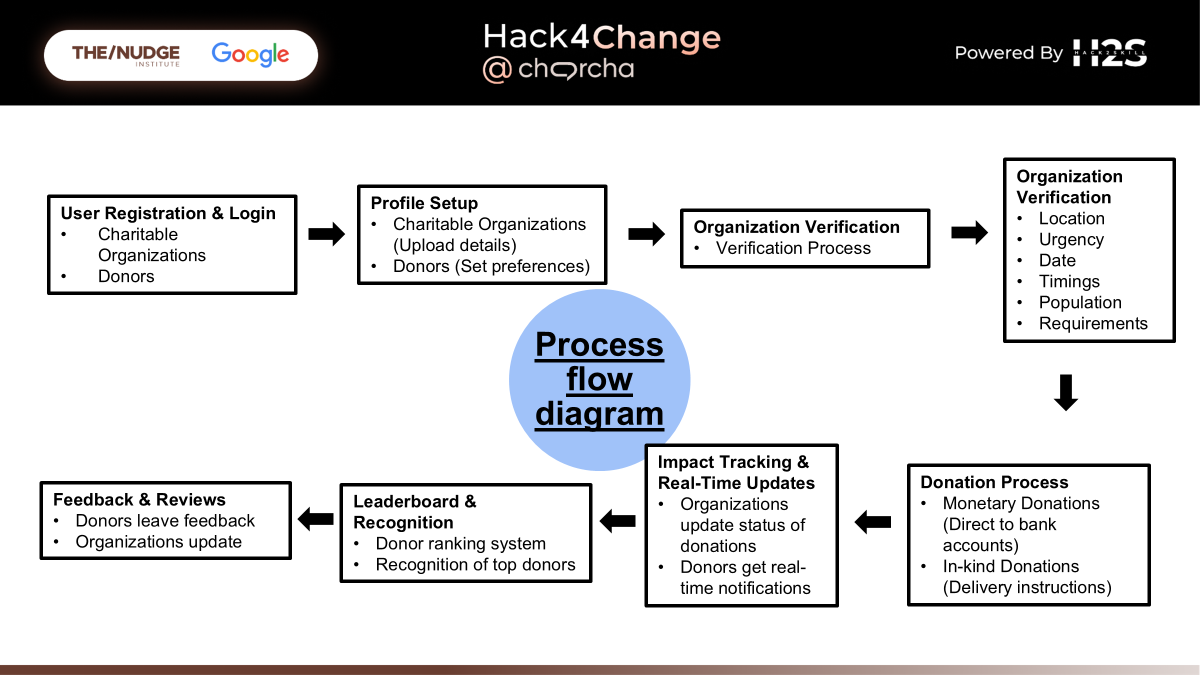 THE/NUDGE
INSTITUTE
Google
Hack4Change
@ charcha
Powered By H2S
HACK2SKILL
User Registration & Login
• Charitable
Organizations
• Donors
Profile Setup
• Charitable Organizations
(Upload details)
• Donors (Set preferences)
Organization Verification
• Verification Process
Organization
Verification
• Location
• Urgency
• Date
• Timings
• Population
• Requirements
Process
flow
diagram
Feedback & Reviews
• Donors leave feedback
• Organizations update
Leaderboard &
Recognition
• Donor ranking system
• Recognition of top donors
Impact Tracking &
Real-Time Updates
• Organizations
update status of
donations
• Donors get real-
time notifications
Donation Process
• Monetary Donations
(Direct to bank
accounts)
• In-kind Donations
(Delivery instructions)